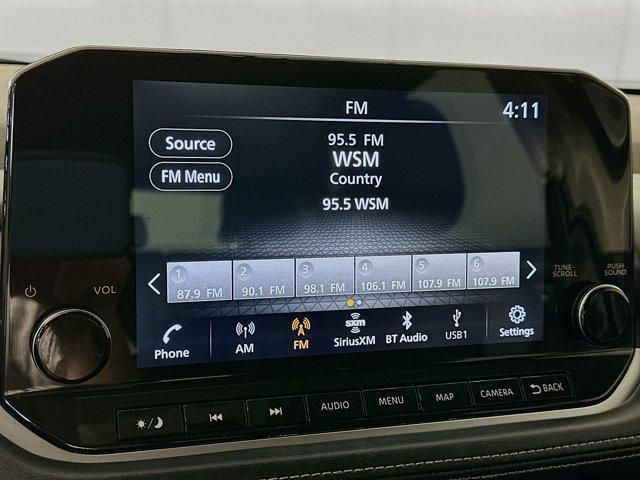 FM 4:11
Source
FM Menu
95.5 FM
WSM
Country
95.5 WSM
1 2 3 4 5 6
87.9 FM 90.1 FM 98.1 FM 106.1 FM 107.9 FM 107.9 FM
Phone AM FM SiriusXM BT Audio USB1 Settings
sxm
VOL
TUNE·
SCROLL
PUSH
SOUND
AUDIO MENU MAP CAMERA BACK